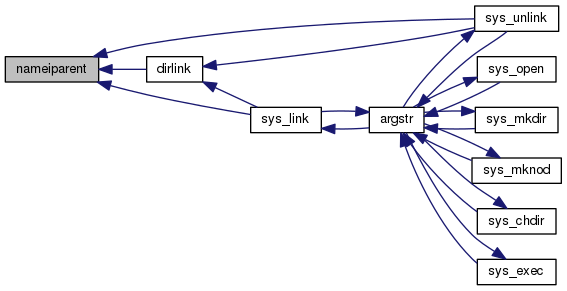 nameiparent
dirlink
sys_link
argstr
sys_unlink
sys_open
sys_mkdir
sys_mknod
sys_chdir
sys_exec